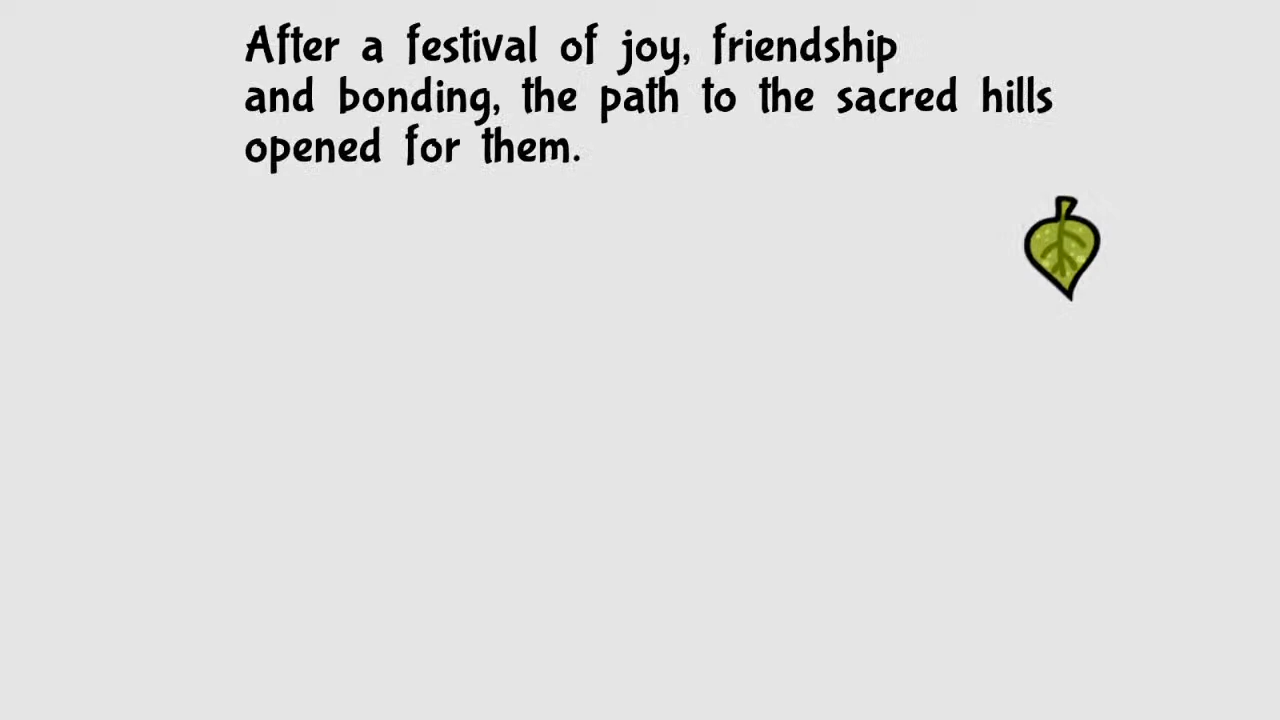 After a festival of joy, friendship
and bonding, the path to the sacred hills
opened for them.